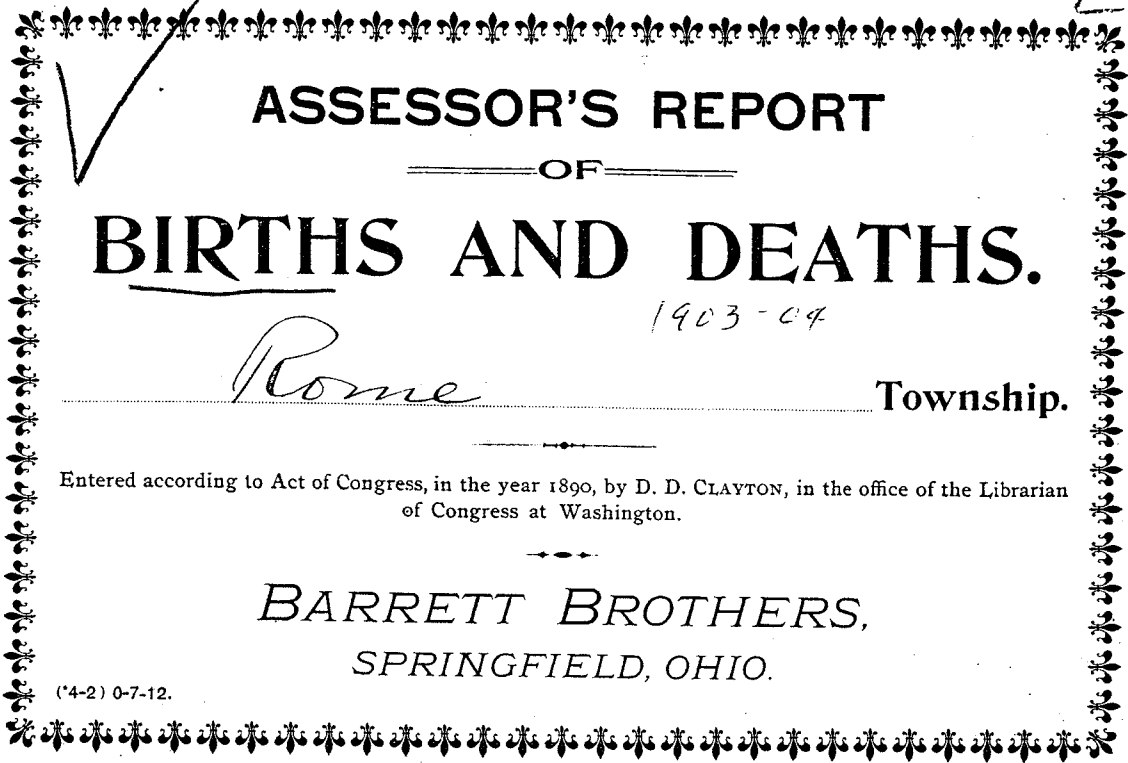 ASSESSOR'S REPORT
OF
BIRTHS AND DEATHS.
1903-04
Rome Township.
Entered according to Act of Congress, in the year 1890, by D. D. CLAYTON, in the office of the Librarian
of Congress at Washington.
BARRETT BROTHERS,
SPRINGFIELD, OHIO.
(*4-2) 0-7-12.